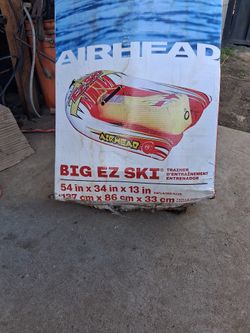 AIRHEAD
AIRHEAD
BIG EZ SKI
TRAINER
D'ENTRAÎNEMENT
ENTRENADOR
54 in x 34 in x 13 in
137 cm x 86 cm x 33 cm